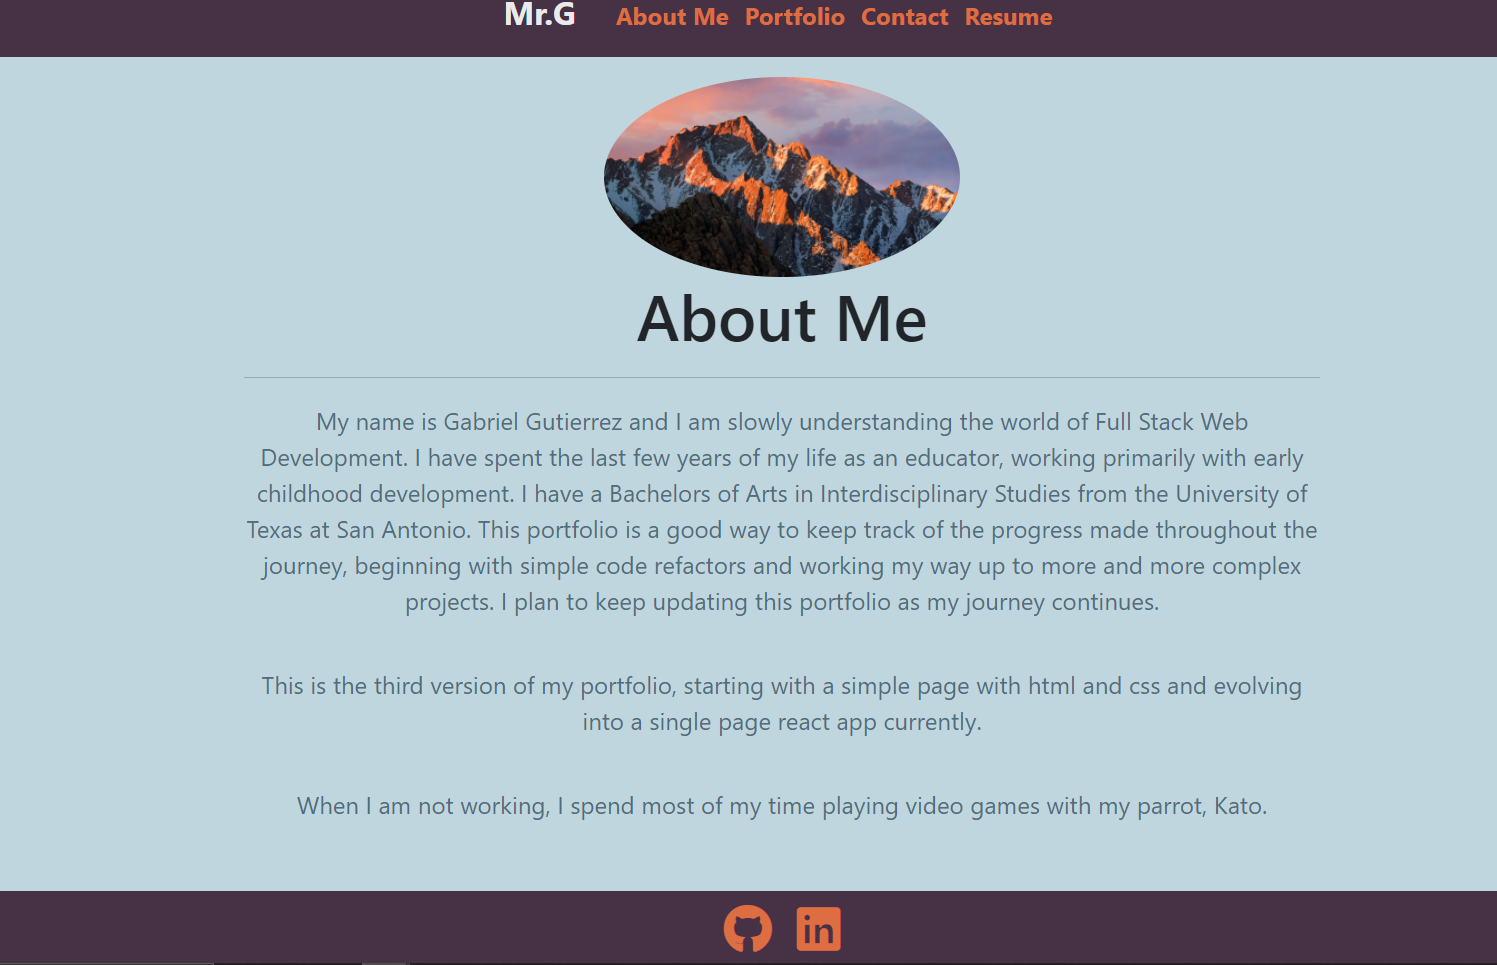 Mr.G About Me Portfolio Contact Resume
About Me
My name is Gabriel Gutierrez and I am slowly understanding the world of Full Stack Web
Development. I have spent the last few years of my life as an educator, working primarily with early
childhood development. I have a Bachelors of Arts in Interdisciplinary Studies from the University of
Texas at San Antonio. This portfolio is a good way to keep track of the progress made throughout the
journey, beginning with simple code refactors and working my way up to more and more complex
projects. I plan to keep updating this portfolio as my journey continues.
This is the third version of my portfolio, starting with a simple page with html and css and evolving
into a single page react app currently.
When I am not working, I spend most of my time playing video games with my parrot, Kato.
in